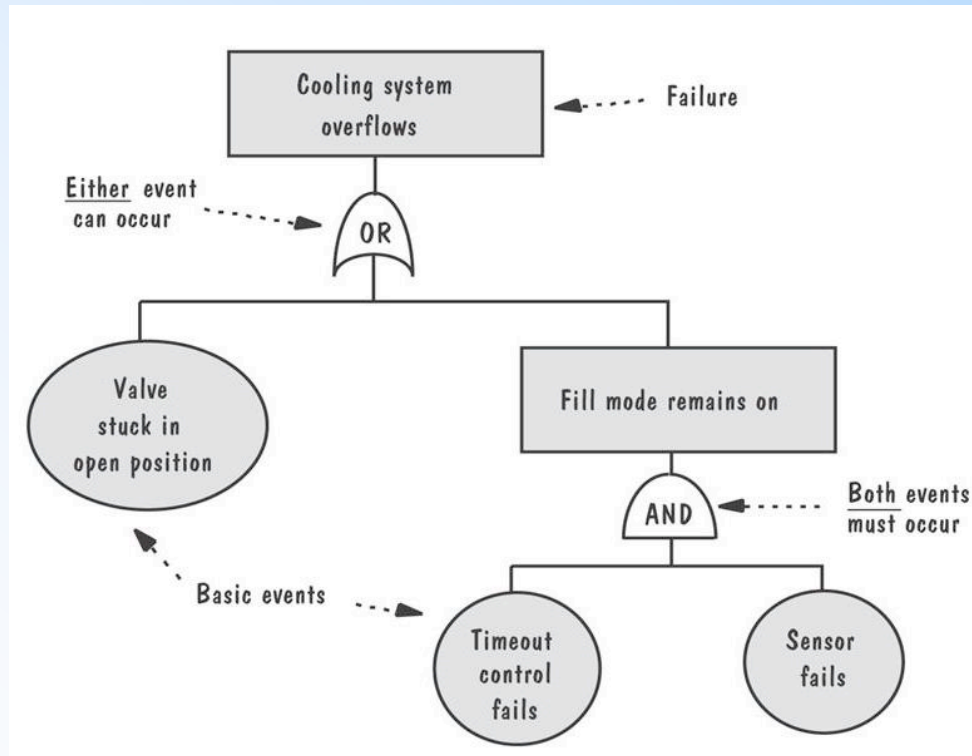 Cooling system
overflows
Failure
Either event
can occur
OR
Valve
stuck in
open position
Fill mode remains on
AND
Both events
must occur
Basic events
Timeout
control
fails
Sensor
fails